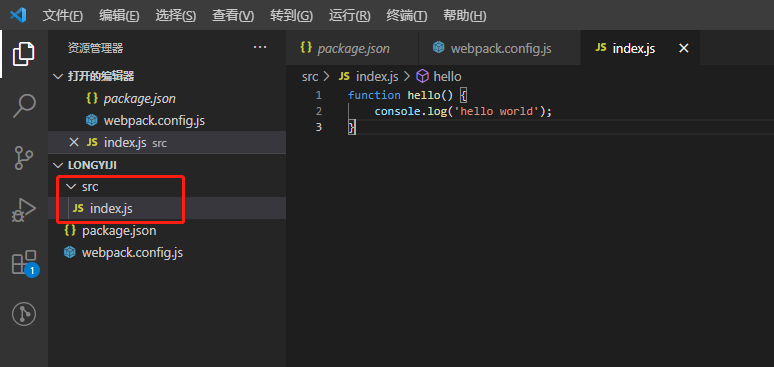 文件(F) 编辑(E) 选择(S) 查看(V) 转到(G) 运行(R) 终端(T) 帮助(H)
资源管理器 ···
打开的编辑器
{} package.json
webpack.config.js
JS index.js src
LONGYIJI
src
JS index.js
{} package.json
webpack.config.js
1
{} package.json webpack.config.js JS index.js
src > JS index.js > hello
1 function hello() {
2 console.log('hello world');
3 }